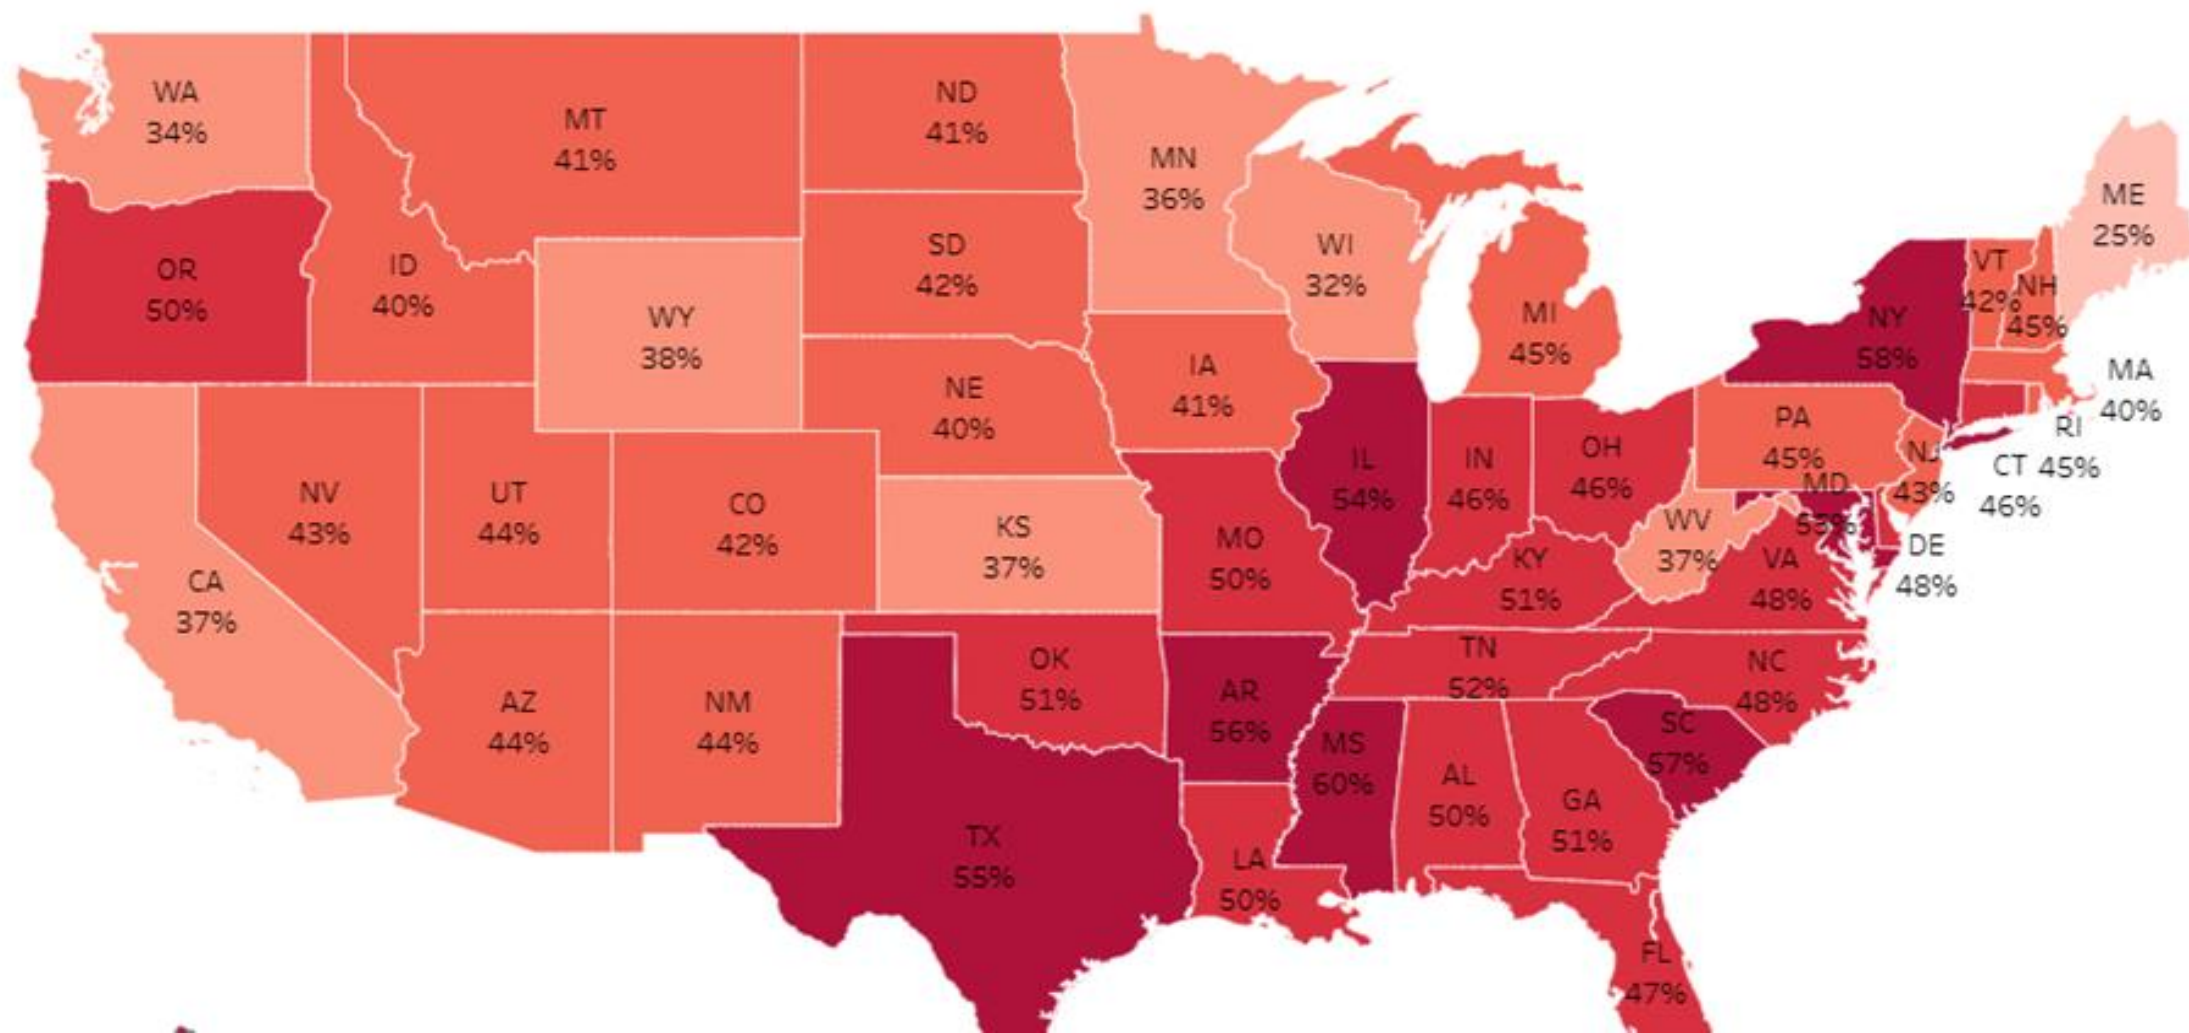 WA
34%
MT
41%
ND
41%
MN
36%
ME
25%
OR
50%
ID
40%
SD
42%
WI
32%
VT
42%
NH
45%
WY
38%
MI
45%
NY
58%
NE
40%
IA
41%
MA
40%
NV
43%
UT
44%
CO
42%
KS
37%
MO
50%
IL
54%
IN
46%
OH
46%
PA
45%
NJ
43%
RI
45%
CT
46%
MD
WV
37%
VA
48%
DE
48%
KY
51%
CA
37%
AZ
44%
NM
44%
OK
51%
AR
56%
TN
52%
NC
48%
SC
57%
TX
55%
LA
50%
MS
60%
AL
50%
GA
51%
FL
47%